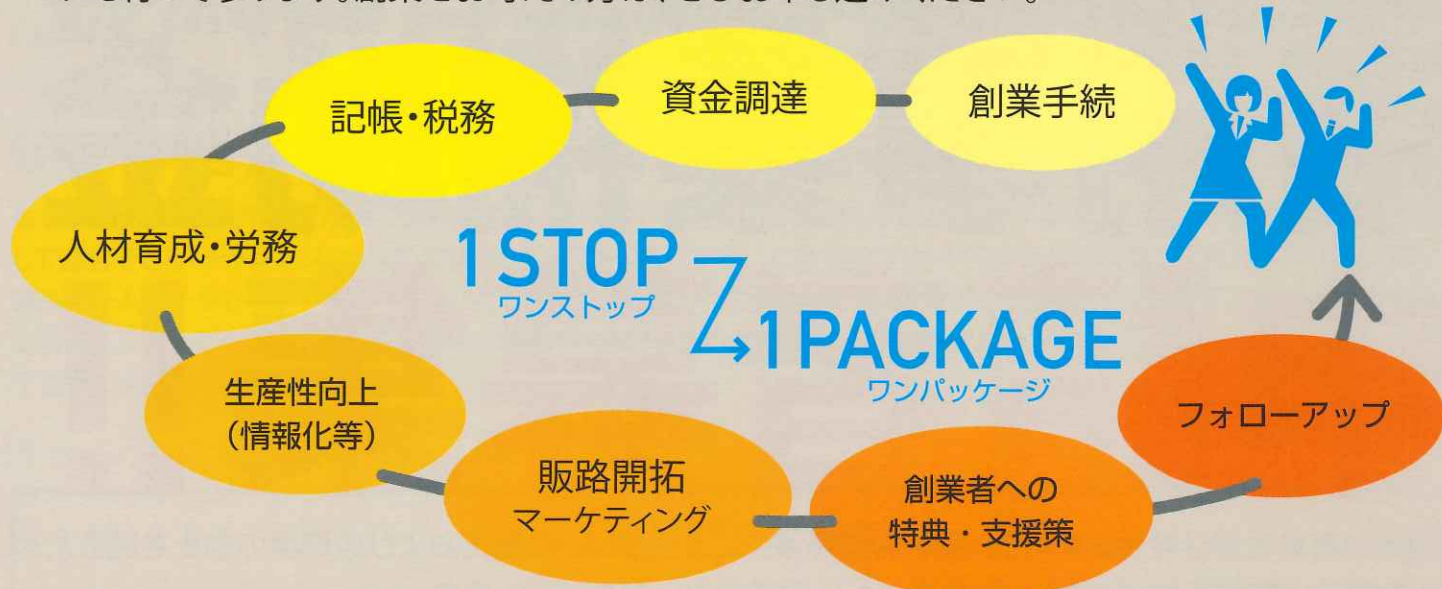 創業手続
資金調達
記帳・税務
人材育成・労務
生産性向上
(情報化等)
販路開拓
マーケティング
創業者への
特典・支援策
フォローアップ
1 STOP
ワンストップ
1 PACKAGE
ワンパッケージ